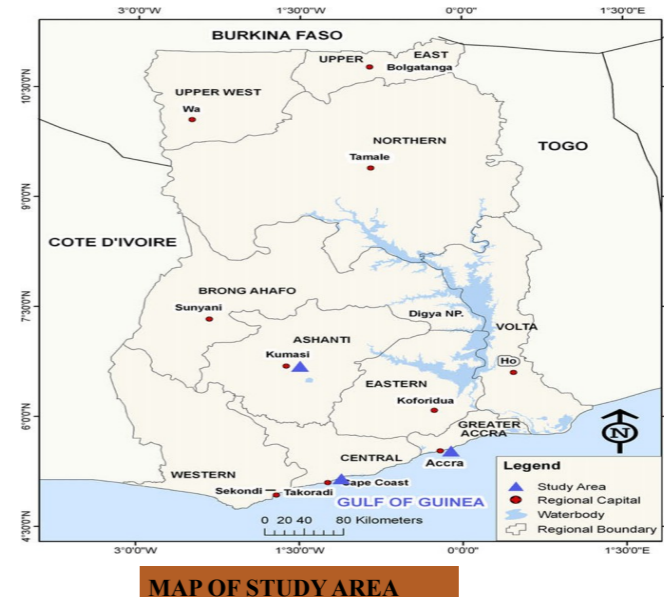 3°0'0"W 1°30'0"W 0°0'0" 1°30'0"E
BURKINA FASO
UPPER EAST
Bolgatanga
10°30'0"N
UPPER WEST
Wa
NORTHERN
TOGO
Tamale
9°0'0"N
COTE D'IVOIRE
BRONG AHAFO
Sunyani
7°30'0"N
Digya NP.
VOLTA
ASHANTI
Kumasi
Ho
EASTERN
Koforidua
6°0'0"N
GREATER
ACCRA
N
CENTRAL
Accra
WESTERN
Cape Coast
Sekondi – Takoradi
GULF OF GUINEA
0 20 40 80 Kilometers
4°30'0"N
Legend
Study Area
Regional Capital
Waterbody
Regional Boundary
3°0'0"W 1°30'0"W 0°0'0" 1°30'0"E
MAP OF STUDY AREA